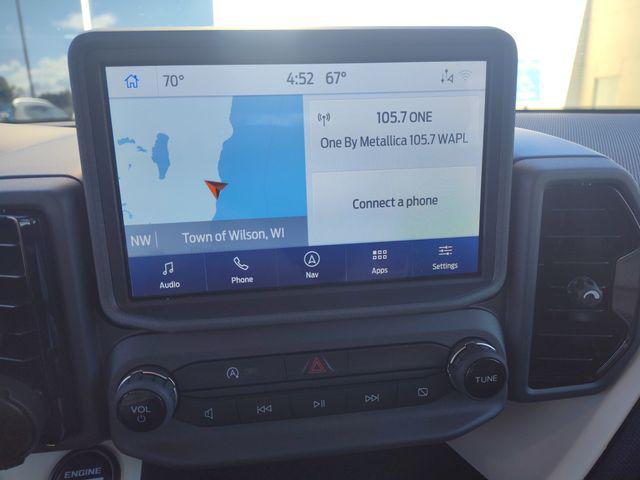 70° 4:52 67°
105.7 ONE
One By Metallica 105.7 WAPL
Connect a phone
NW Town of Wilson, WI
Audio Phone Nav Apps Settings
VOL TUNE
ENGINE